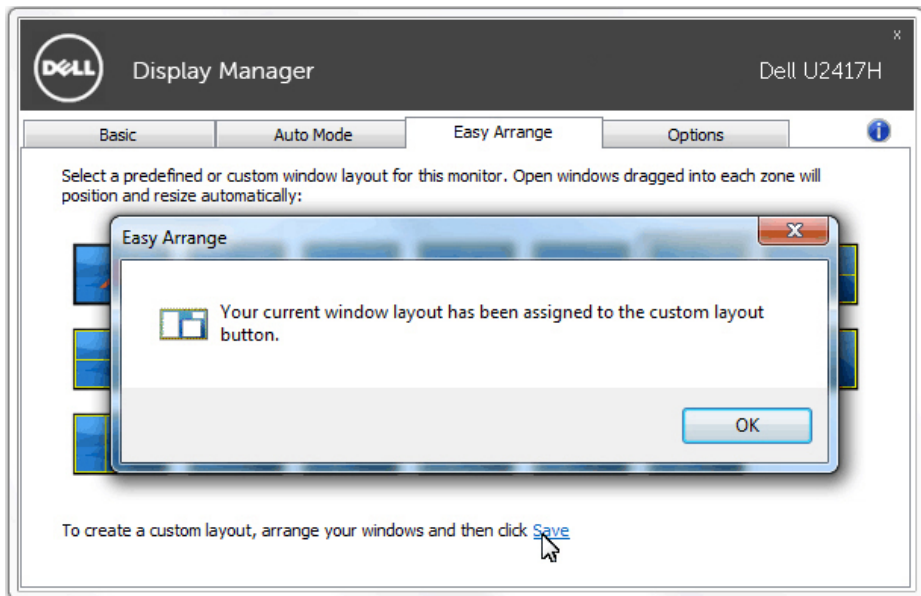 x
DELL
Display Manager
Dell U2417H
Basic
Auto Mode
Easy Arrange
Options
i
Select a predefined or custom window layout for this monitor. Open windows dragged into each zone will
position and resize automatically:
Easy Arrange
x
Your current window layout has been assigned to the custom layout
button.
OK
To create a custom layout, arrange your windows and then click Save